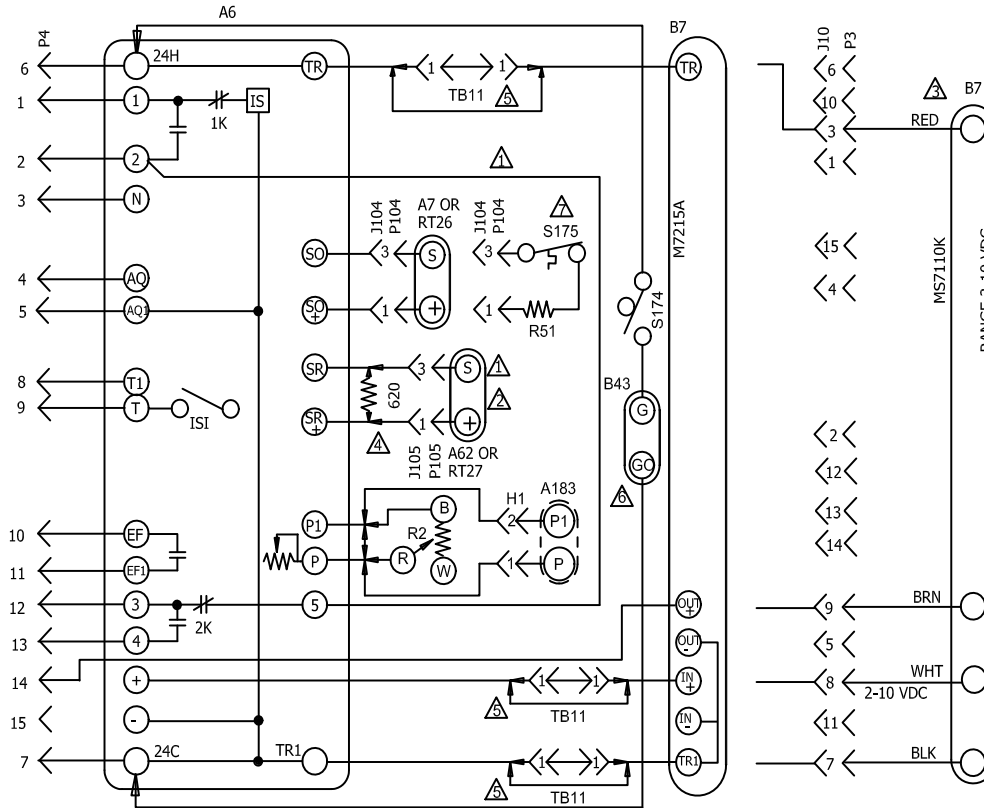 A6
B7
P4
J10
P3
6
24H
TR
1
1
TB11
5
TR
6
10
3
RED
3
B7
1
1
1K
IS
2
2
1
1
3
N
A7 OR
RT26
J104
P104
J104
P104
7
S175
M7215A
SO
3
S
3
15
MS7110K
RANGE 2-10 VDC
4
AQ
4
5
AQ1
SO
+
1
+
1
R51
S174
SR
3
S
1
620
2
8
T1
9
T
ISI
SR
+
1
+
4
J105
P105
A62 OR
RT27
B43
G
GO
6
2
12
13
14
10
EF
P1
B
H1
A183
2
P1
R2
11
EF1
P
R
W
1
P
12
3
2K
5
OUT
+
9
BRN
13
4
OUT
-
5
14
+
1
1
IN
+
8
WHT
2-10 VDC
5
TB11
15
-
IN
-
11
7
24C
TR1
1
1
TR1
7
BLK
5
TB11